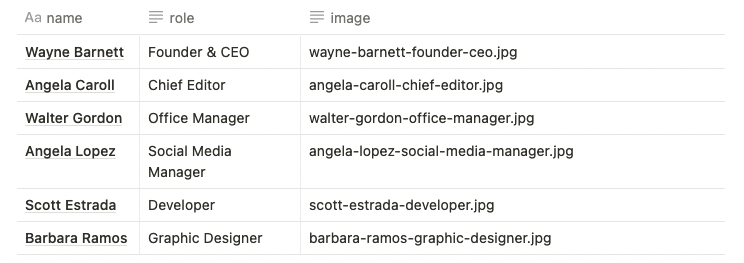 Aa name role image
Wayne Barnett Founder & CEO wayne-barnett-founder-ceo.jpg
Angela Caroll Chief Editor angela-caroll-chief-editor.jpg
Walter Gordon Office Manager walter-gordon-office-manager.jpg
Angela Lopez Social Media angela-lopez-social-media-manager.jpg
Manager
Scott Estrada Developer scott-estrada-developer.jpg
Barbara Ramos Graphic Designer barbara-ramos-graphic-designer.jpg